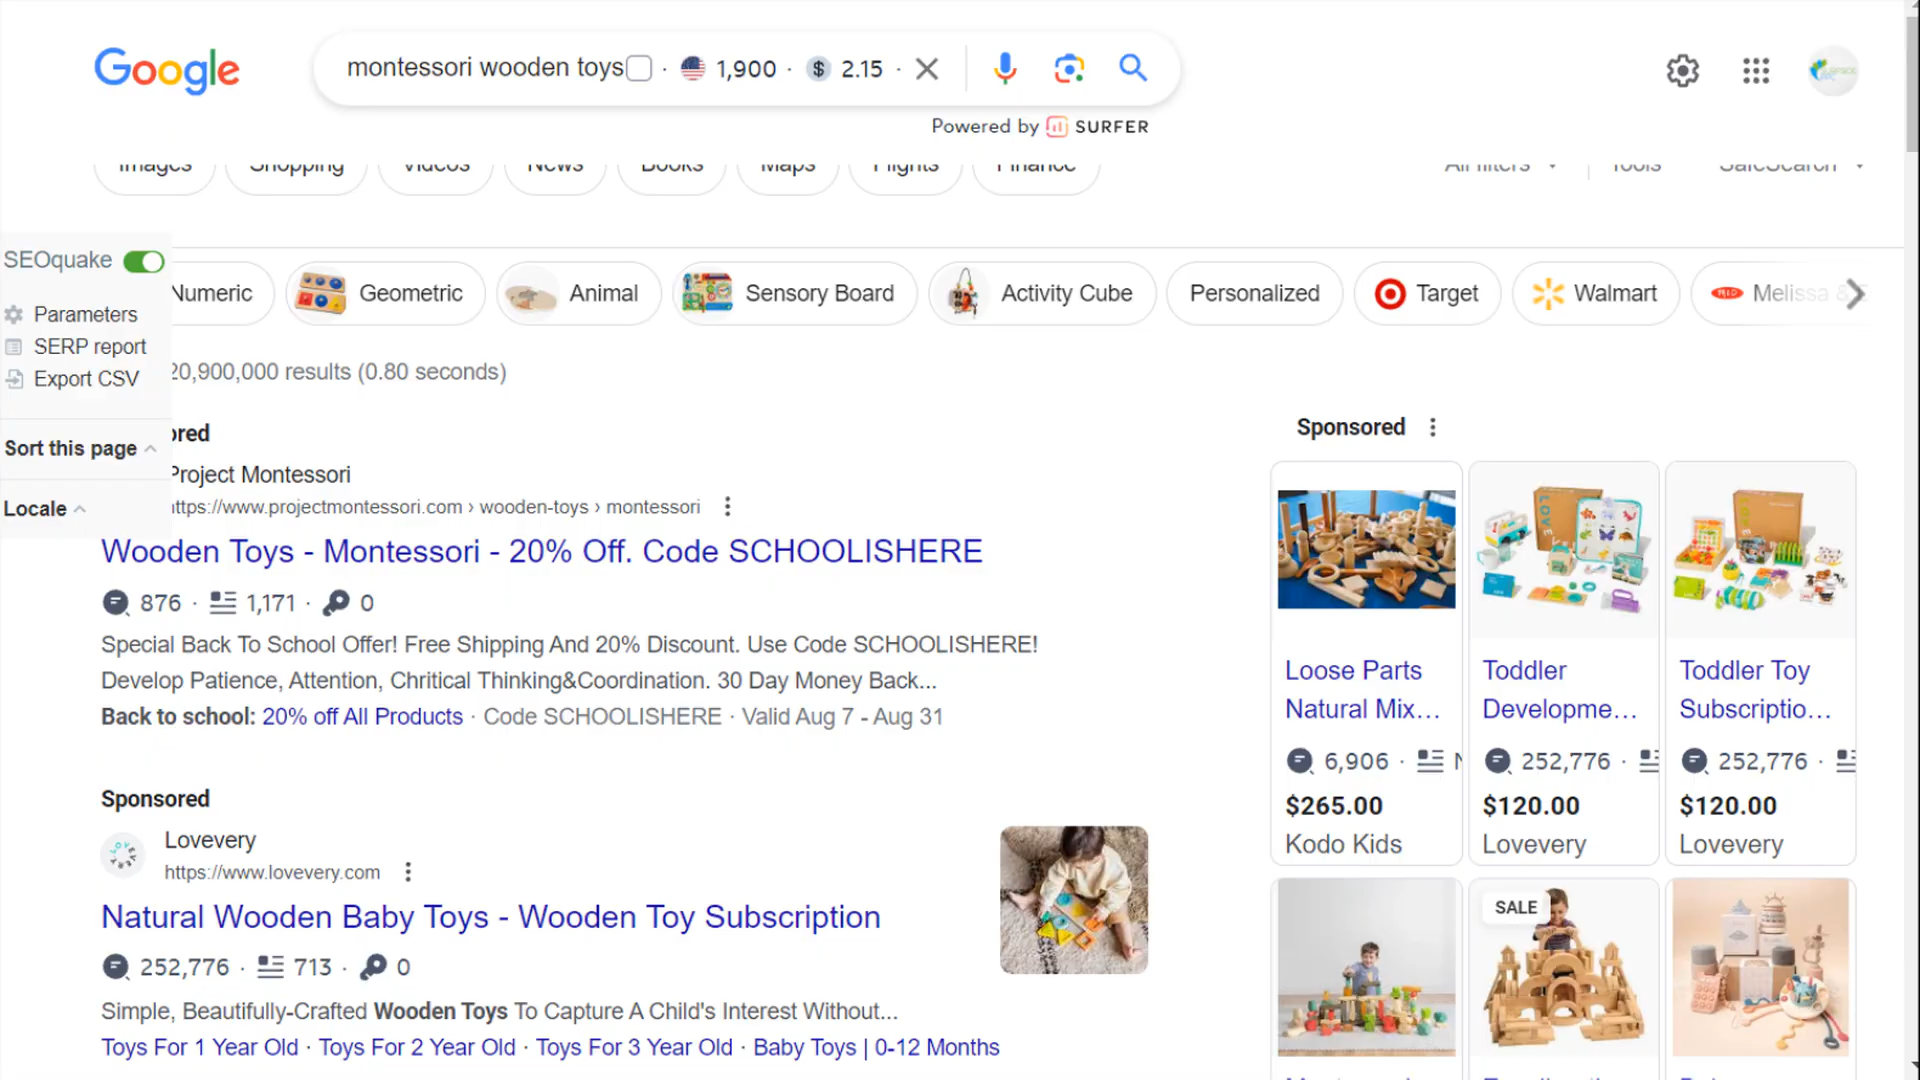 Google
montessori wooden toys · 1,900 · $ 2.15 ·
Powered by SURFER
Images Shopping Videos News Books Maps Flights Finance All filters Tools SafeSearch
SEOquake
Parameters
SERP report
Export CSV
Sort this page
Locale
Numeric Geometric Animal Sensory Board Activity Cube Personalized Target Walmart Melissa &
20,900,000 results (0.80 seconds)
ored
Project Montessori
https://www.projectmontessori.com › wooden-toys › montessori
Wooden Toys - Montessori - 20% Off. Code SCHOOLISHERE
876 · 1,171 · 0
Special Back To School Offer! Free Shipping And 20% Discount. Use Code SCHOOLISHERE!
Develop Patience, Attention, Chritical Thinking&Coordination. 30 Day Money Back...
Back to school: 20% off All Products · Code SCHOOLISHERE · Valid Aug 7 - Aug 31
Sponsored
Lovevery
https://www.lovevery.com
Natural Wooden Baby Toys - Wooden Toy Subscription
252,776 · 713 · 0
Simple, Beautifully-Crafted Wooden Toys To Capture A Child's Interest Without...
Toys For 1 Year Old · Toys For 2 Year Old · Toys For 3 Year Old · Baby Toys | 0-12 Months
Sponsored
Loose Parts
Natural Mix...
6,906 ·
$265.00
Kodo Kids
Toddler
Developme...
252,776 ·
$120.00
Lovevery
Toddler Toy
Subscriptio...
252,776 ·
$120.00
Lovevery
SALE